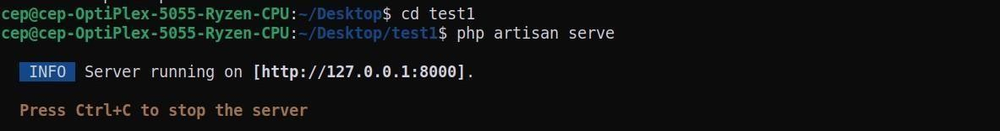 cep@cep-OptiPlex-5055-Ryzen-CPU:~/Desktop$ cd test1
cep@cep-OptiPlex-5055-Ryzen-CPU:~/Desktop/test1$ php artisan serve
INFO Server running on [http://127.0.0.1:8000].
Press Ctrl+C to stop the server